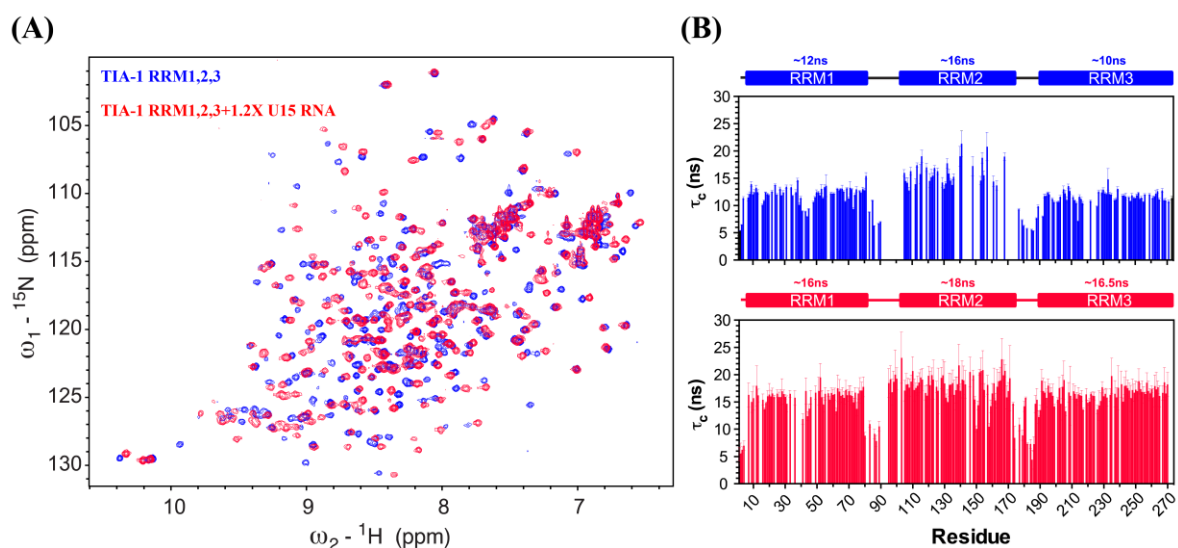 (A)
TIA-1 RRM1,2,3
TIA-1 RRM1,2,3+1.2X U15 RNA
105
110
115
120
125
130
ω1 - 15N (ppm)
10 9 8 7
ω2 - 1H (ppm)
(B)
~12ns ~16ns ~10ns
RRM1 RRM2 RRM3
30
25
20
15
10
5
0
τc (ns)
~16ns ~18ns ~16.5ns
RRM1 RRM2 RRM3
30
25
20
15
10
5
0
τc (ns)
10 30 50 70 90 110 130 150 170 190 210 230 250 270
Residue